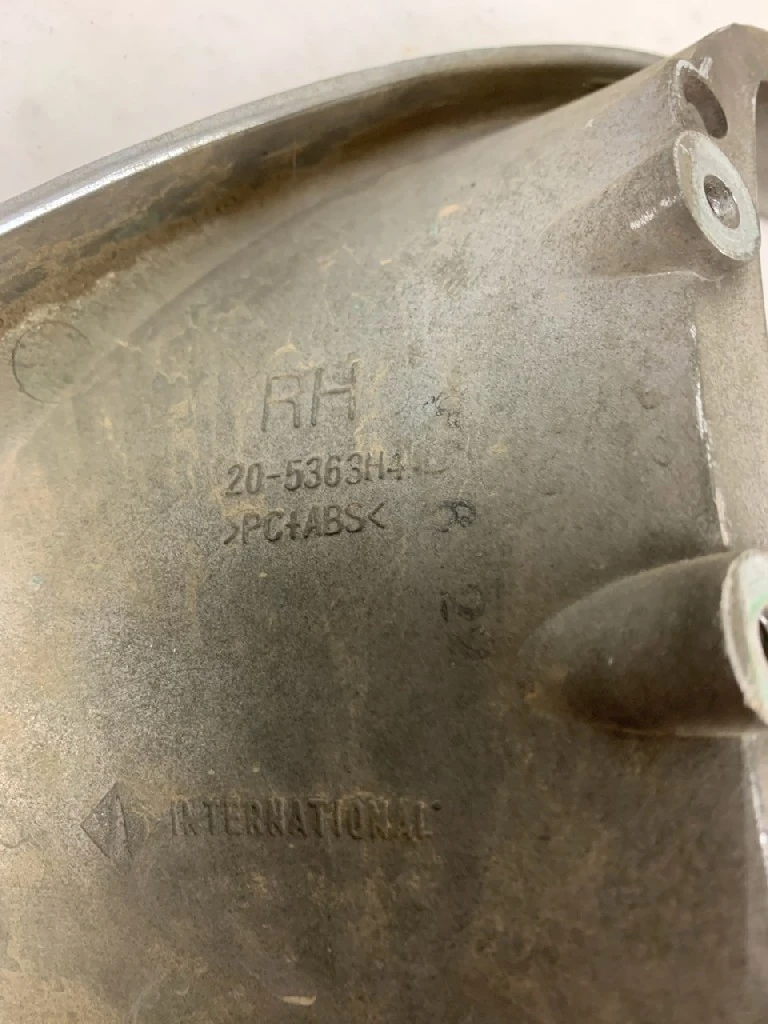 RH
20-5363H4
>PC+ABS<
INTERNATIONAL